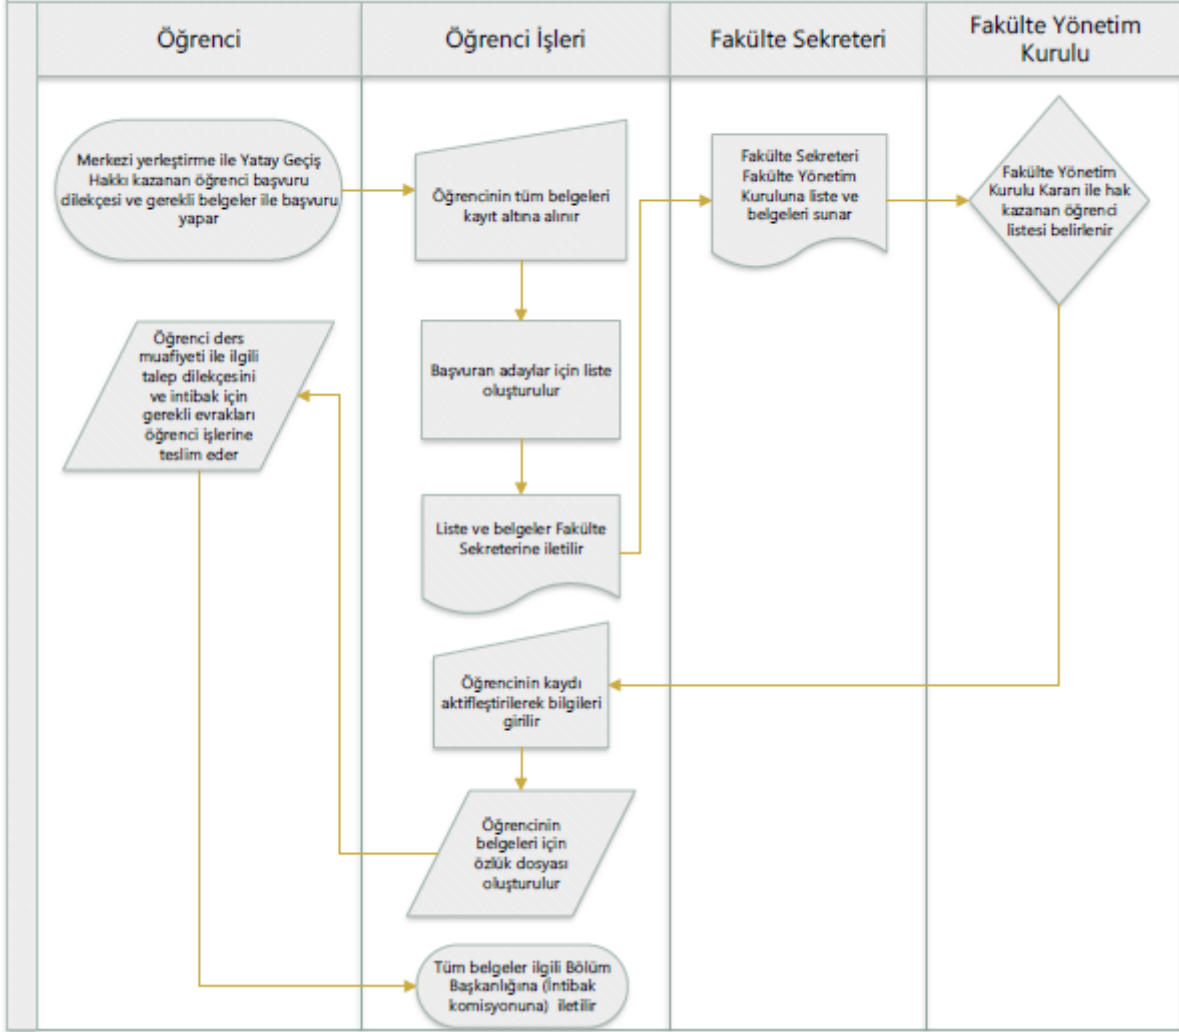 Öğrenci
Öğrenci İşleri
Fakülte Sekreteri
Fakülte Yönetim
Kurulu
Merkezi yerleştirme ile Yatay Geçiş
Hakkı kazanan öğrenci başvuru
dilekçesi ve gerekli belgeler ile başvuru
yapar
Öğrencinin tüm belgeleri
kayıt altına alınır
Fakülte Sekreteri
Fakülte Yönetim
Kuruluna liste ve
belgeleri sunar
Fakülte Yönetim
Kurulu Kararı ile hak
kazanan öğrenci
listesi belirlenir
Öğrenci ders
muafiyeti ile ilgili
talep dilekçesini
ve intibak için
gerekli evrakları
öğrenci işlerine
teslim eder
Başvuran adaylar için liste
oluşturulur
Liste ve belgeler Fakülte
Sekreterine iletilir
Öğrencinin kaydı
aktifleştirilerek bilgileri
girilir
Öğrencinin
belgeleri için
özlük dosyası
oluşturulur
Tüm belgeler ilgili Bölüm
Başkanlığına (İntibak
komisyonuna) iletilir